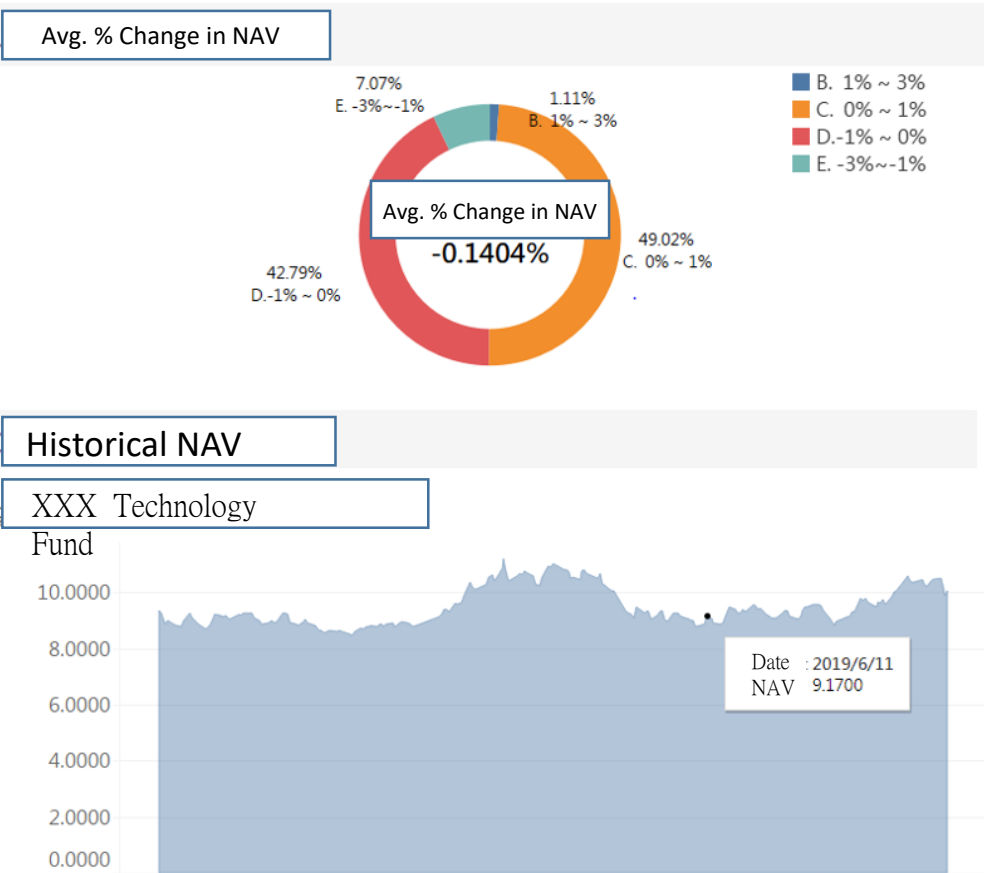 Avg. % Change in NAV
7.07%
E. -3%~-1%
1.11%
B. 1% ~ 3%
B. 1% ~ 3%
C. 0% ~ 1%
D.-1% ~ 0%
E. -3%~-1%
Avg. % Change in NAV
-0.1404%
49.02%
C. 0% ~ 1%
42.79%
D.-1% ~ 0%
Historical NAV
XXX Technology
Fund
10.0000
8.0000
6.0000
4.0000
2.0000
0.0000
Date : 2019/6/11
NAV 9.1700